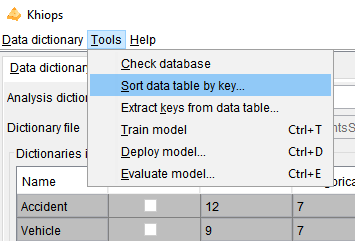 Khiops
Data dictionary Tools Help
Check database
Data dictionary
Sort data table by key...
Analysis dictio
Extract keys from data table...
Dictionary file
Train model Ctrl+T
Deploy model... Ctrl+D
Dictionaries i
Evaluate model... Ctrl+E
Name gorica
Accident 12 7
Vehicle 9 7